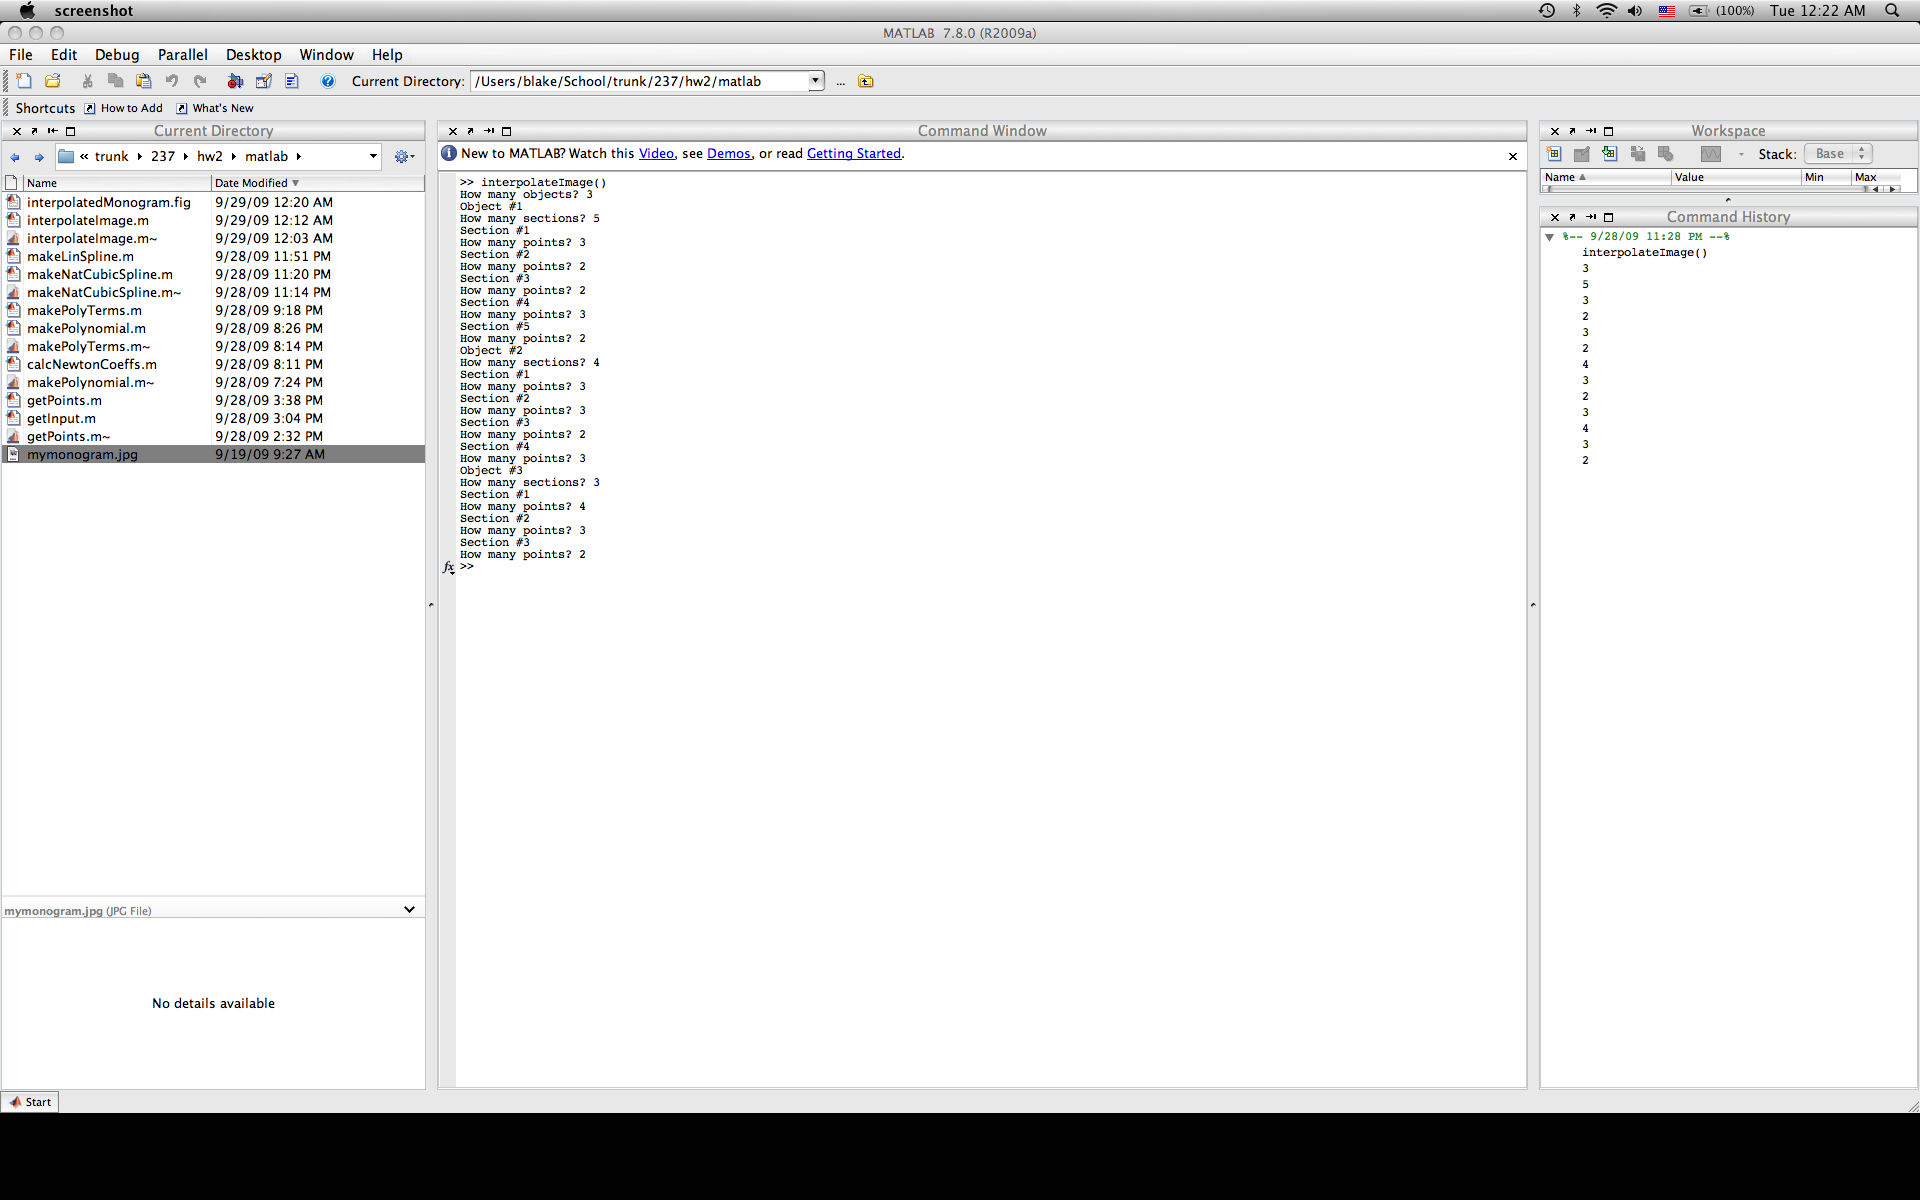 screenshot (100%) Tue 12:22 AM
MATLAB 7.8.0 (R2009a)
File Edit Debug Parallel Desktop Window Help
Current Directory: /Users/blake/School/trunk/237/hw2/matlab ...
Shortcuts How to Add What's New
Current Directory
« trunk 237 hw2 matlab
Name Date Modified
interpolatedMonogram.fig 9/29/09 12:20 AM
interpolateImage.m 9/29/09 12:12 AM
interpolateImage.m~ 9/29/09 12:03 AM
makeLinSpline.m 9/28/09 11:51 PM
makeNatCubicSpline.m 9/28/09 11:20 PM
makeNatCubicSpline.m~ 9/28/09 11:14 PM
makePolyTerms.m 9/28/09 9:18 PM
makePolynomial.m 9/28/09 8:26 PM
makePolyTerms.m~ 9/28/09 8:14 PM
calcNewtonCoeffs.m 9/28/09 8:11 PM
makePolynomial.m~ 9/28/09 7:24 PM
getPoints.m 9/28/09 3:38 PM
getInput.m 9/28/09 3:04 PM
getPoints.m~ 9/28/09 2:32 PM
mymonogram.jpg 9/19/09 9:27 AM
mymonogram.jpg (JPG File)
No details available
Start
Command Window
New to MATLAB? Watch this Video, see Demos, or read Getting Started.
>> interpolateImage()
How many objects? 3
Object #1
How many sections? 5
Section #1
How many points? 3
Section #2
How many points? 2
Section #3
How many points? 2
Section #4
How many points? 3
Section #5
How many points? 2
Object #2
How many sections? 4
Section #1
How many points? 3
Section #2
How many points? 3
Section #3
How many points? 2
Section #4
How many points? 3
Object #3
How many sections? 3
Section #1
How many points? 4
Section #2
How many points? 3
Section #3
How many points? 2
fx >>
Workspace
Stack: Base
Name Value Min Max
Command History
%-- 9/28/09 11:28 PM --%
interpolateImage()
3
5
3
2
3
2
4
3
2
3
4
3
2